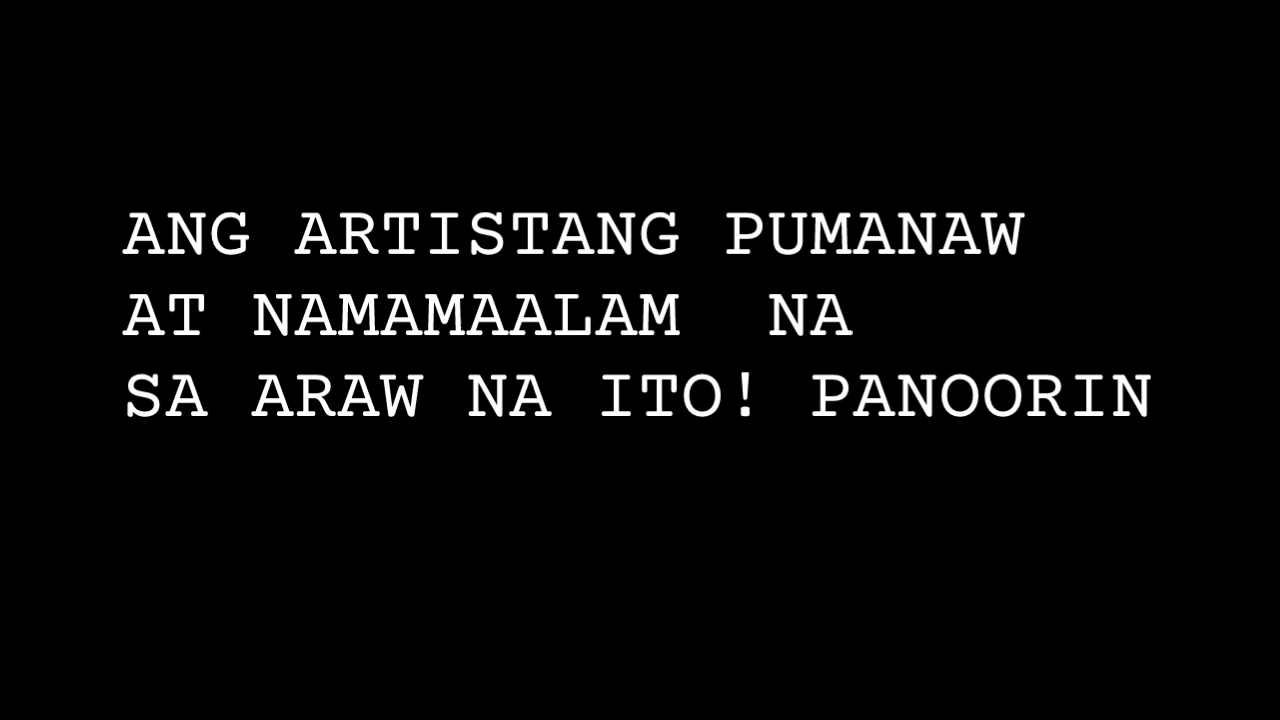 ANG ARTISTANG PUMANAW
AT NAMAMAALAM  NA
SA ARAW NA ITO! PANOORIN